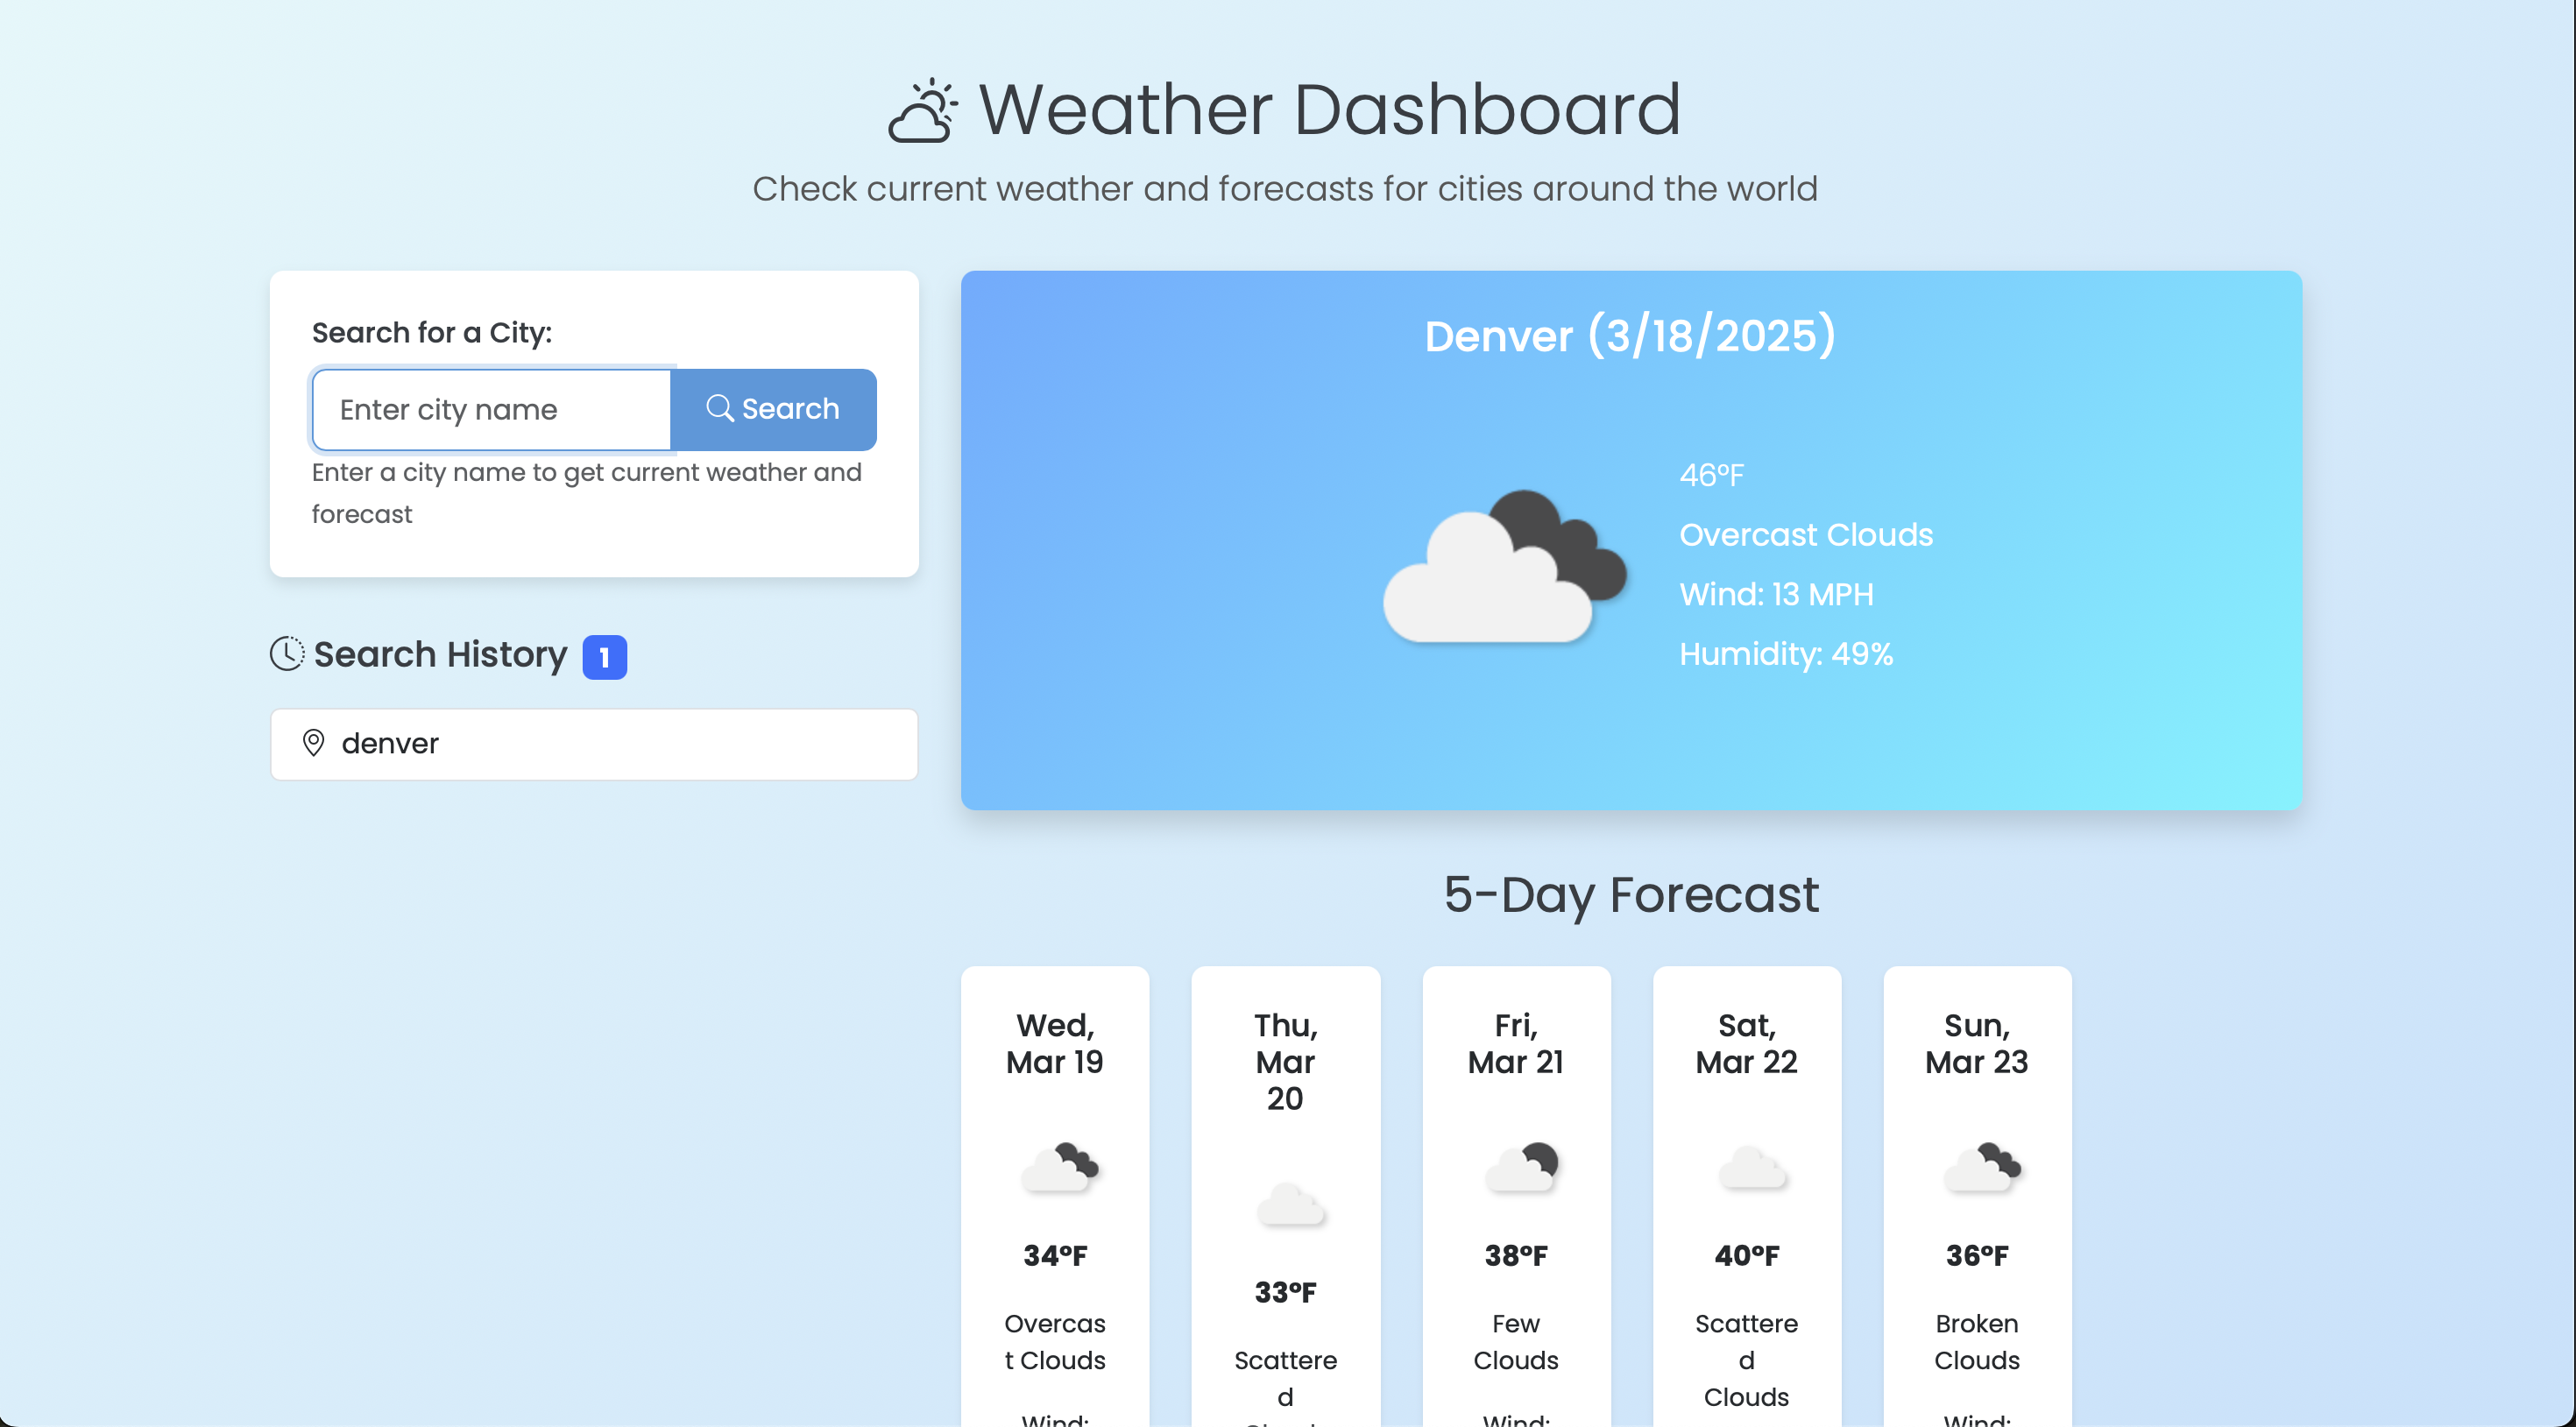 Weather Dashboard
Check current weather and forecasts for cities around the world
Search for a City:
Enter city name
Search
Enter a city name to get current weather and
forecast
Search History 1
denver
Denver (3/18/2025)
46°F
Overcast Clouds
Wind: 13 MPH
Humidity: 49%
5-Day Forecast
Wed,
Mar 19
34°F
Overcas
t Clouds
Wind:
Thu,
Mar
20
33°F
Scattere
d
Fri,
Mar 21
38°F
Few
Clouds
Wind:
Sat,
Mar 22
40°F
Scattere
d
Clouds
Sun,
Mar 23
36°F
Broken
Clouds
Wind: